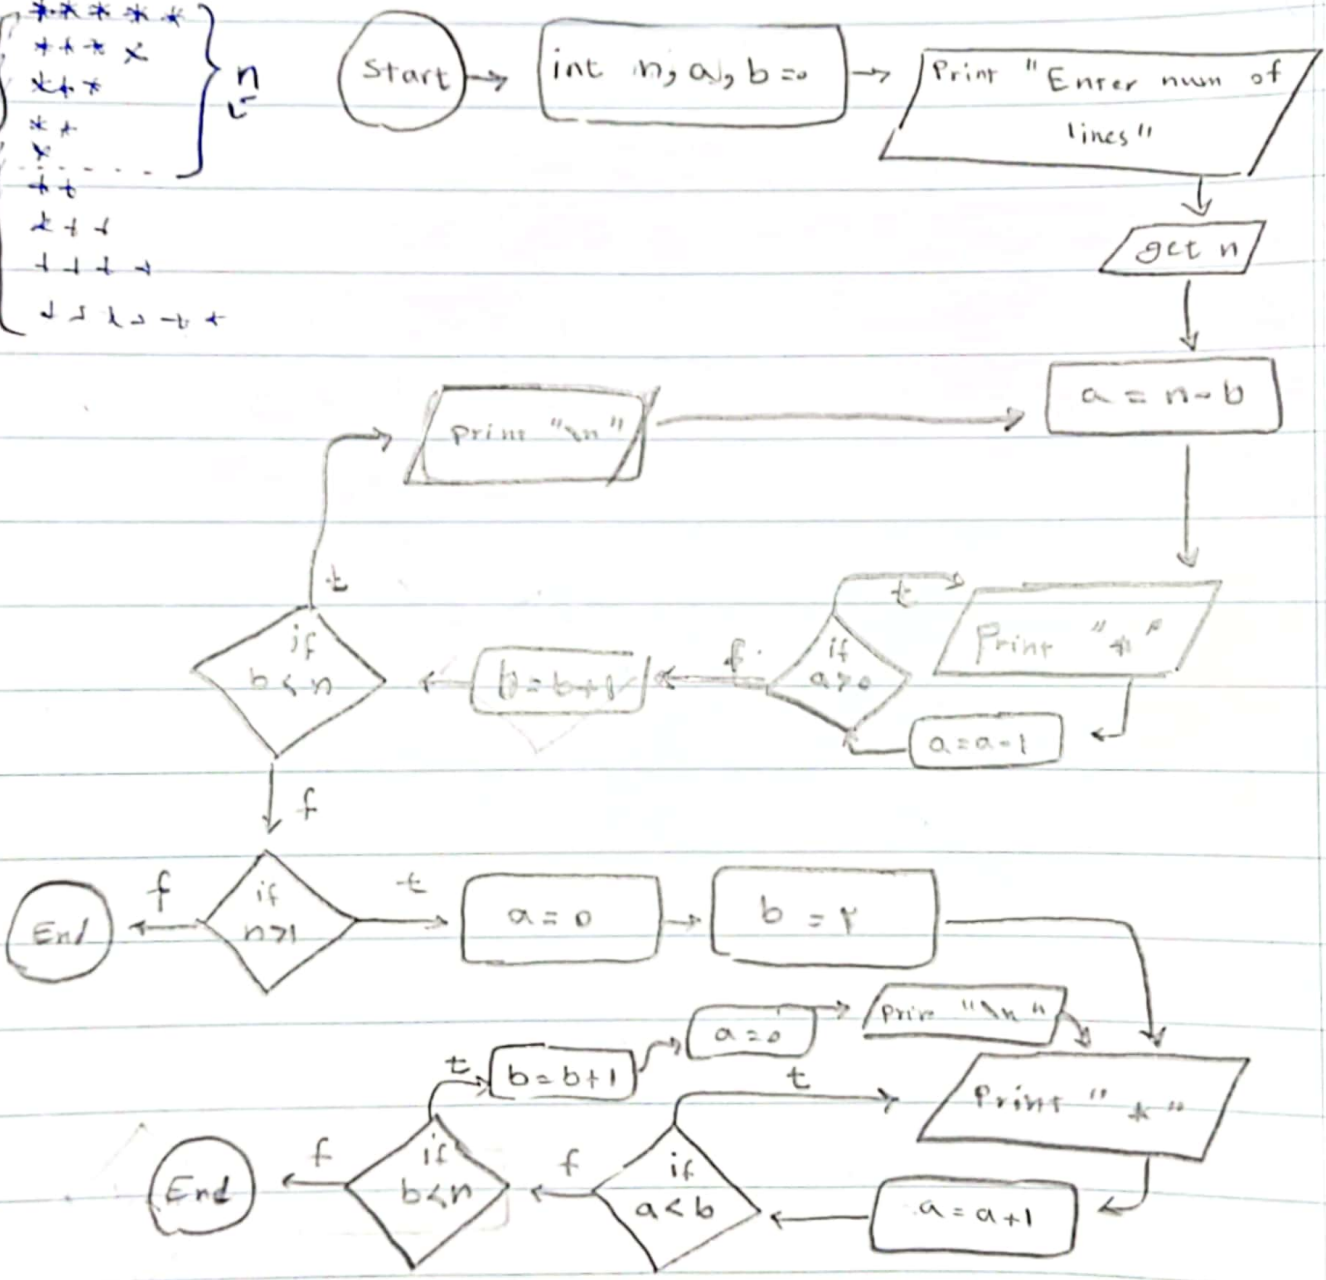 * * * * *
* * * *
* * *
* *
*
* *
* * *
* * * *
* * * * * *
n
Start
int n, a, b = 0
Print "Enter num of
lines"
get n
a = n - b
print "\n"
t
if
b < n
f
b = b + 1
f
if
a > 0
t
Print "*"
a = a - 1
End
f
if
n > 1
t
a = 0
b = ۲
Print "*"
a = a + 1
if
a < b
t
f
if
b < n
t
b = b + 1
a = 0
print "\n"
f
End